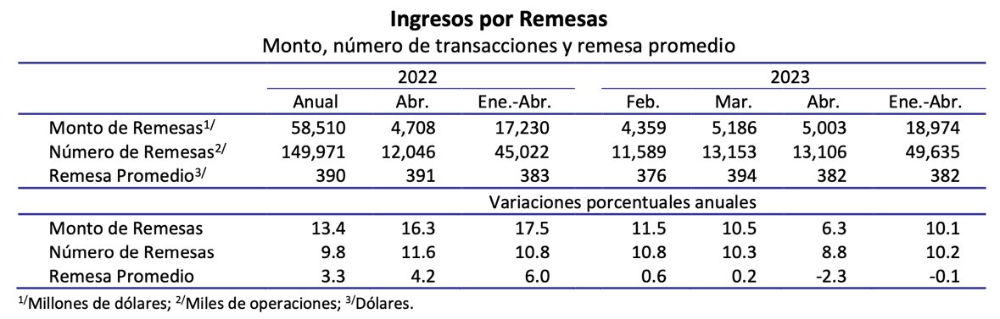 Ingresos por Remesas
Monto, número de transacciones y remesa promedio
2022 2023
Anual Abr. Ene.-Abr. Feb. Mar. Abr. Ene.-Abr.
Monto de Remesas1/ 58,510 4,708 17,230 4,359 5,186 5,003 18,974
Número de Remesas2/ 149,971 12,046 45,022 11,589 13,153 13,106 49,635
Remesa Promedio3/ 390 391 383 376 394 382 382
Variaciones porcentuales anuales
Monto de Remesas 13.4 16.3 17.5 11.5 10.5 6.3 10.1
Número de Remesas 9.8 11.6 10.8 10.8 10.3 8.8 10.2
Remesa Promedio 3.3 4.2 6.0 0.6 0.2 -2.3 -0.1
1/Millones de dólares; 2/Miles de operaciones; 3/Dólares.